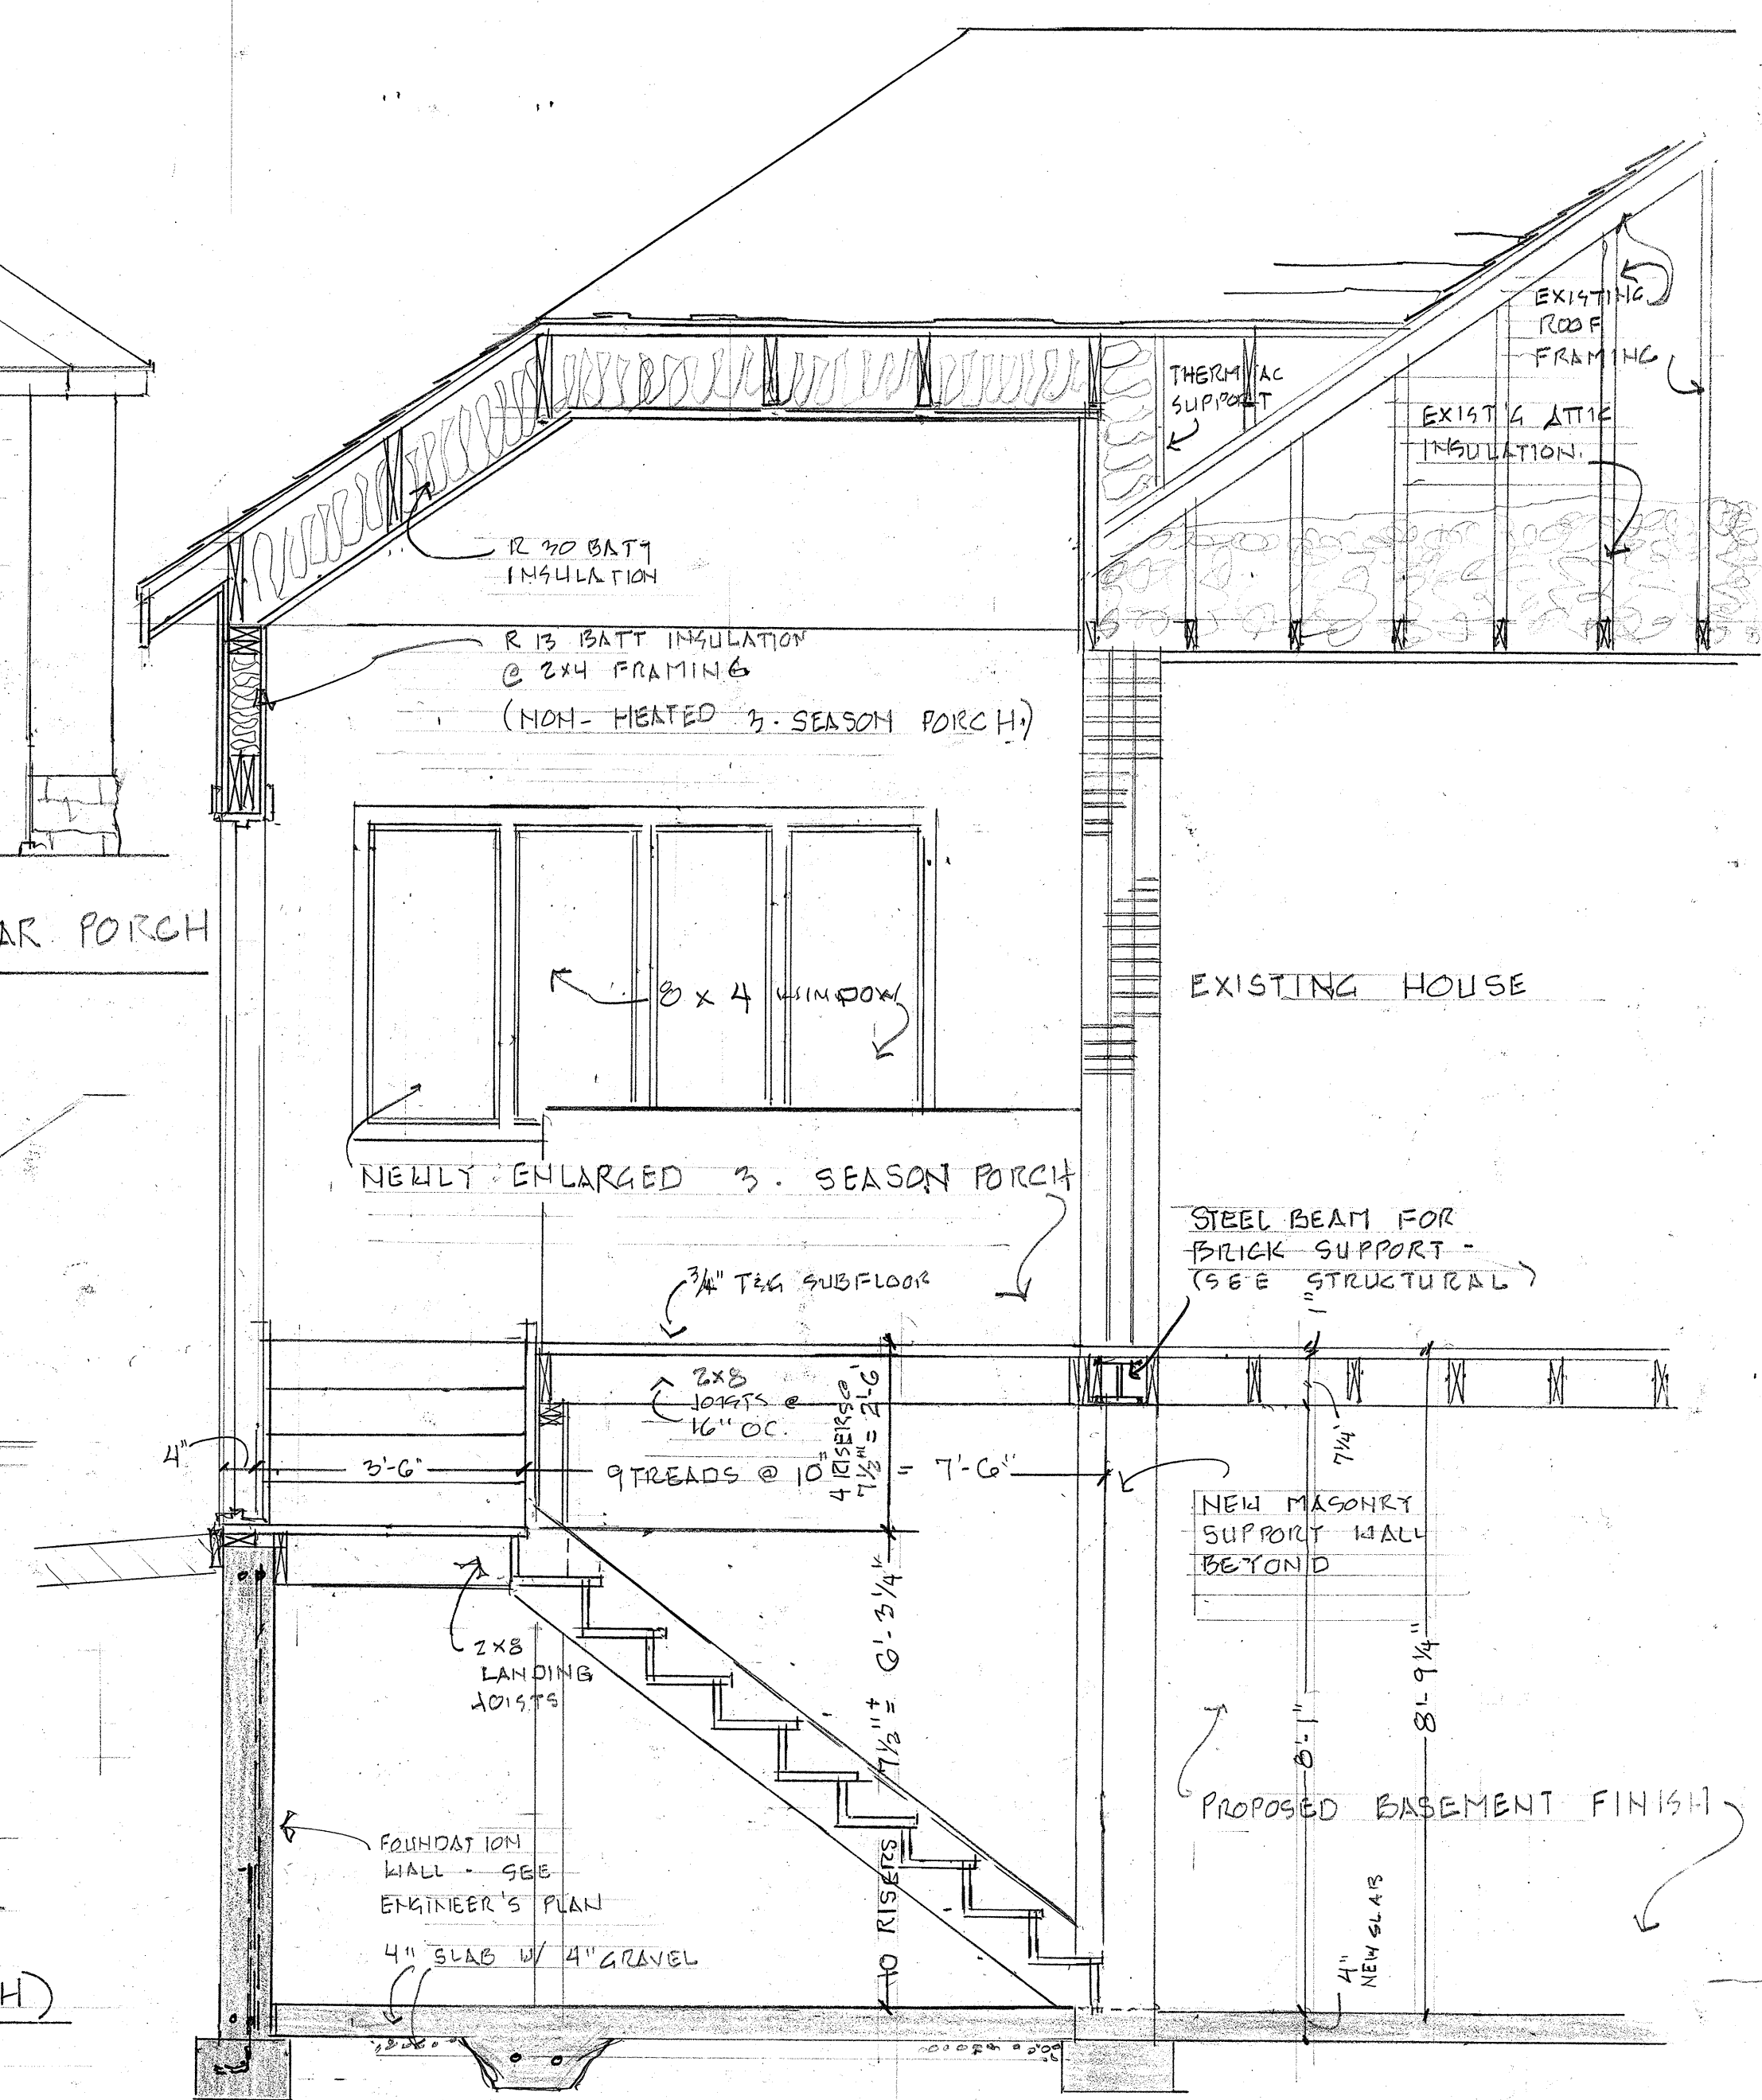 EXISTING
ROOF
FRAMING
THERMAC
SUPPORT
EXIST'G ATTIC
INSULATION.
R 30 BATT
INSULATION
R 13 BATT INSULATION
@ 2x4 FRAMING
(NON-HEATED 3-SEASON PORCH.)
AR PORCH
8 x 4 WINDOW
EXISTING HOUSE
NEWLY ENLARGED 3-SEASON PORCH
STEEL BEAM FOR
BRICK SUPPORT -
(SEE STRUCTURAL)
3/4" T&G SUBFLOOR
1"
2x8
JOISTS @
16" OC.
4 RISERS @
7 1/2" = 2'-6"
7 1/4"
4"
3'-6"
9 TREADS @ 10" = 7'-6"
NEW MASONRY
SUPPORT WALL
BEYOND
2x8
LANDING
JOISTS
10 RISERS 7 1/2"+ = 6'-3 1/4"
8'-1"
8'-9 1/4"
PROPOSED BASEMENT FINISH
FOUNDATION
WALL - SEE
ENGINEER'S PLAN
4" SLAB W/ 4" GRAVEL
4"
NEW SLAB
H)